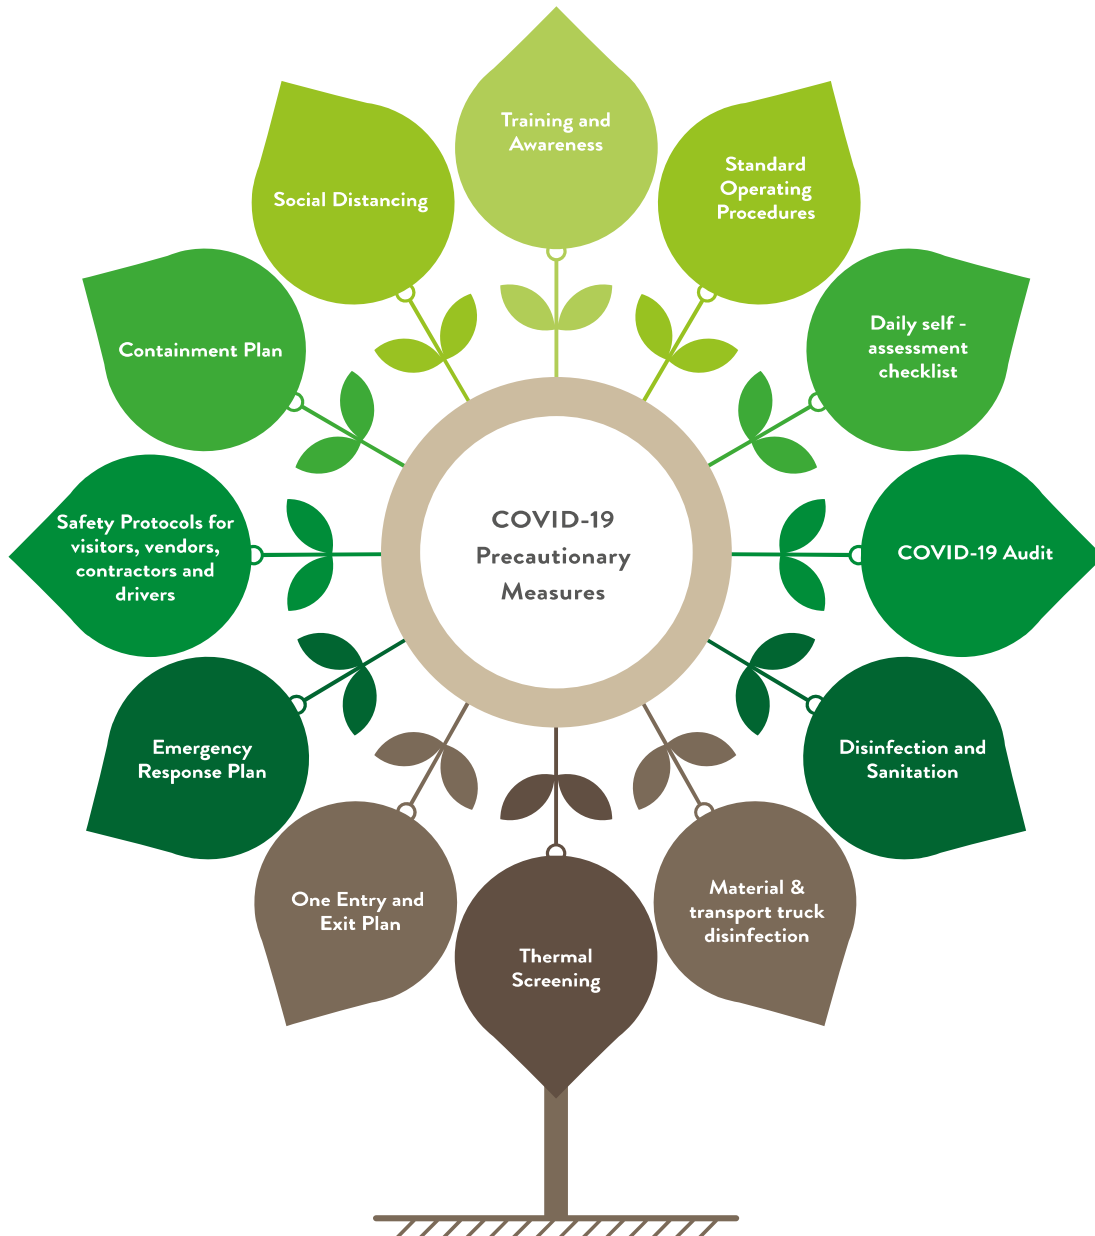 Training and
Awareness
Standard
Operating
Procedures
Daily self -
assessment
checklist
COVID-19 Audit
Disinfection and
Sanitation
Material &
transport truck
disinfection
Thermal
Screening
One Entry and
Exit Plan
Emergency
Response Plan
Safety Protocols for
visitors, vendors,
contractors and
drivers
Containment Plan
Social Distancing
COVID-19
Precautionary
Measures